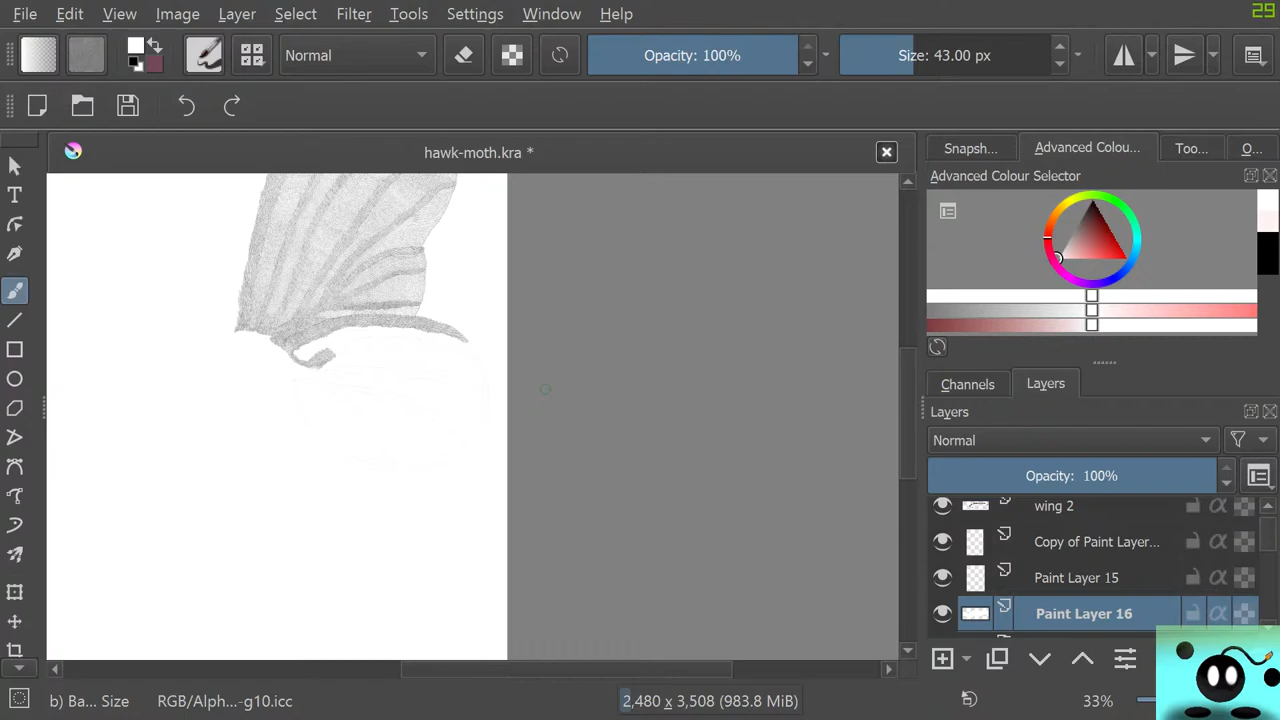 File Edit View Image Layer Select Filter Tools Settings Window Help
29
Normal
Opacity: 100%
Size: 43.00 px
hawk-moth.kra *
Snapsh...
Advanced Colou...
Too...
O...
Advanced Colour Selector
Channels
Layers
Layers
Normal
Opacity: 100%
wing 2
Copy of Paint Layer...
Paint Layer 15
Paint Layer 16
b) Ba... Size
RGB/Alph...-g10.icc
2,480 x 3,508 (983.8 MiB)
33%